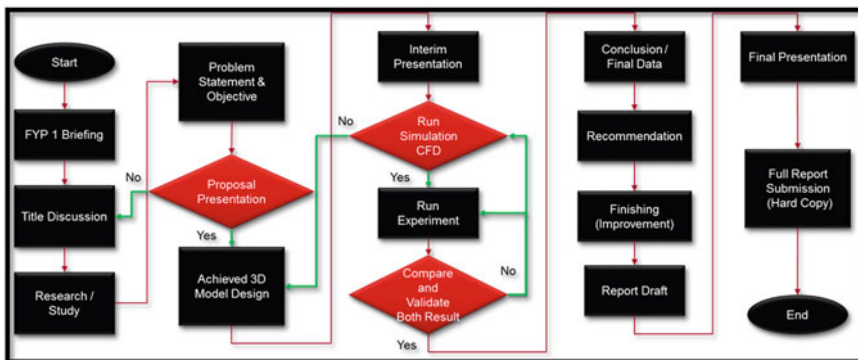 Start
FYP 1 Briefing
Title Discussion
Research /
Study
Problem
Statement &
Objective
No
Proposal
Presentation
Yes
Achieved 3D
Model Design
Interim
Presentation
No
Run
Simulation
CFD
Yes
Run
Experiment
No
Compare
and
Validate
Both Result
Yes
Conclusion /
Final Data
Recommendation
Finishing
(Improvement)
Report Draft
Final Presentation
Full Report
Submission
(Hard Copy)
End